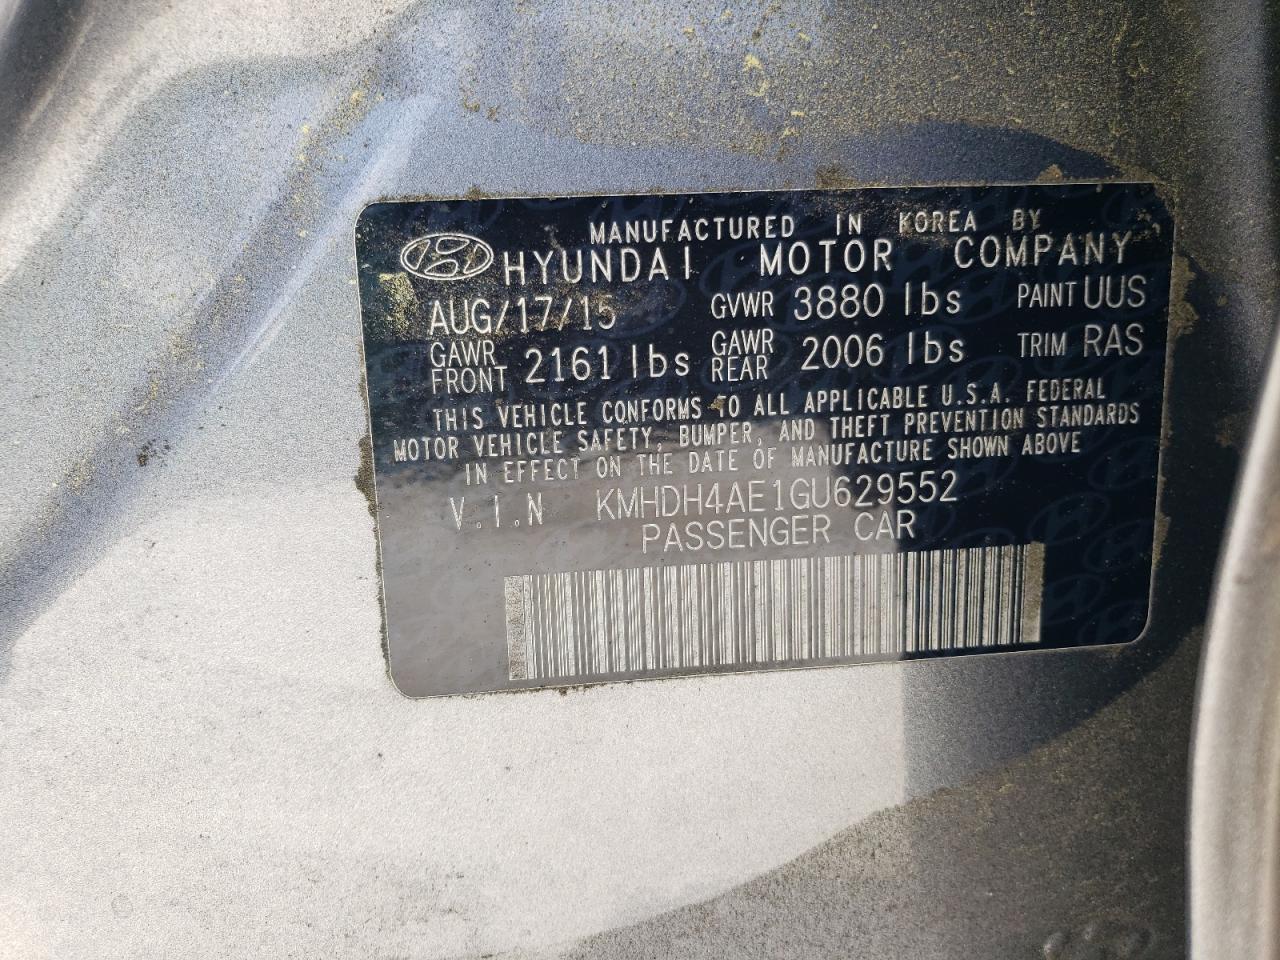 MANUFACTURED IN KOREA BY
HYUNDAI MOTOR COMPANY
AUG/17/15 GVWR 3880 lbs PAINT UUS
GAWR FRONT 2161 lbs GAWR REAR 2006 lbs TRIM RAS
THIS VEHICLE CONFORMS TO ALL APPLICABLE U.S.A. FEDERAL
MOTOR VEHICLE SAFETY, BUMPER, AND THEFT PREVENTION STANDARDS
IN EFFECT ON THE DATE OF MANUFACTURE SHOWN ABOVE
V.I.N KMHDH4AE1GU629552
PASSENGER CAR